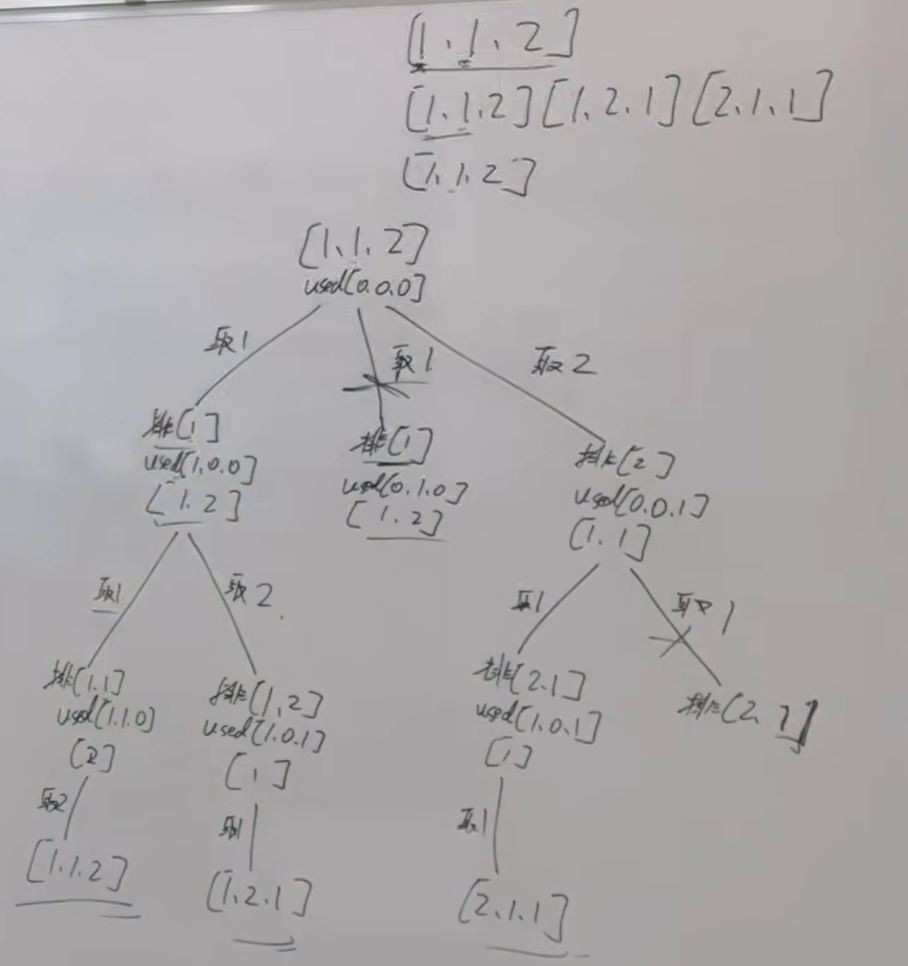 [1、1、2]
[1、1、2] [1、2、1] [2、1、1]
[1、1、2]
[1、1、2]
used[0.0.0]
取1 取1 取2
排[1] 排[1] 排[2]
used[1.0.0] used[0.1.0] used[0.0.1]
[1.2] [1.2] [1.1]
取1 取2 取1 取1
排[1.1] 排[1,2] 排[2.1] 排[2、1]
used[1.1.0] used[1.0.1] used[1.0.1]
[2] [1] [1]
取2 取1 取1
[1.1.2] [1.2.1] [2.1.1]